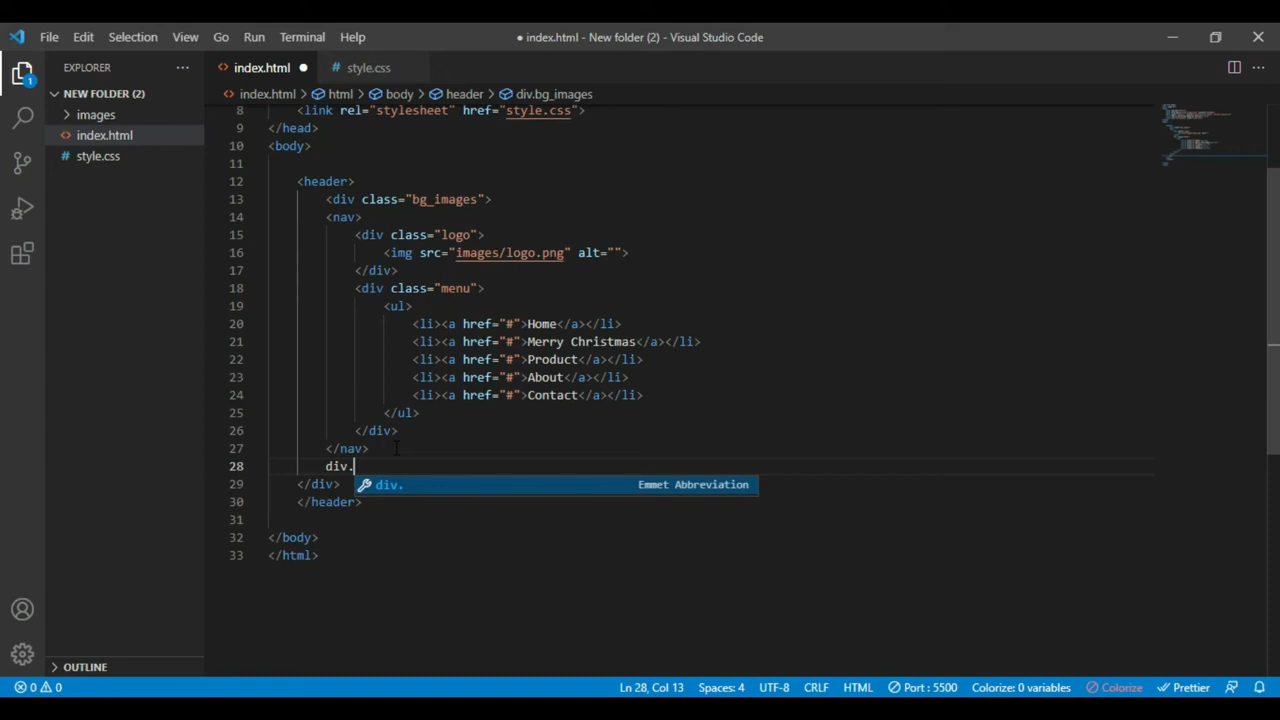 File Edit Selection View Go Run Terminal Help ● index.html - New folder (2) - Visual Studio Code
EXPLORER ··· index.html ● style.css
NEW FOLDER (2)
images
index.html
style.css
index.html > html > body > header > div.bg_images
8 <link rel="stylesheet" href="style.css">
9 </head>
10 <body>
11
12 <header>
13 <div class="bg_images">
14 <nav>
15 <div class="logo">
16 <img src="images/logo.png" alt="">
17 </div>
18 <div class="menu">
19 <ul>
20 <li><a href="#">Home</a></li>
21 <li><a href="#">Merry Christmas</a></li>
22 <li><a href="#">Product</a></li>
23 <li><a href="#">About</a></li>
24 <li><a href="#">Contact</a></li>
25 </ul>
26 </div>
27 </nav>
28 div.
29 </div>
div. Emmet Abbreviation
30 </header>
31
32 </body>
33 </html>
1
OUTLINE
0 0 Ln 28, Col 13 Spaces: 4 UTF-8 CRLF HTML Port : 5500 Colorize: 0 variables Colorize Prettier